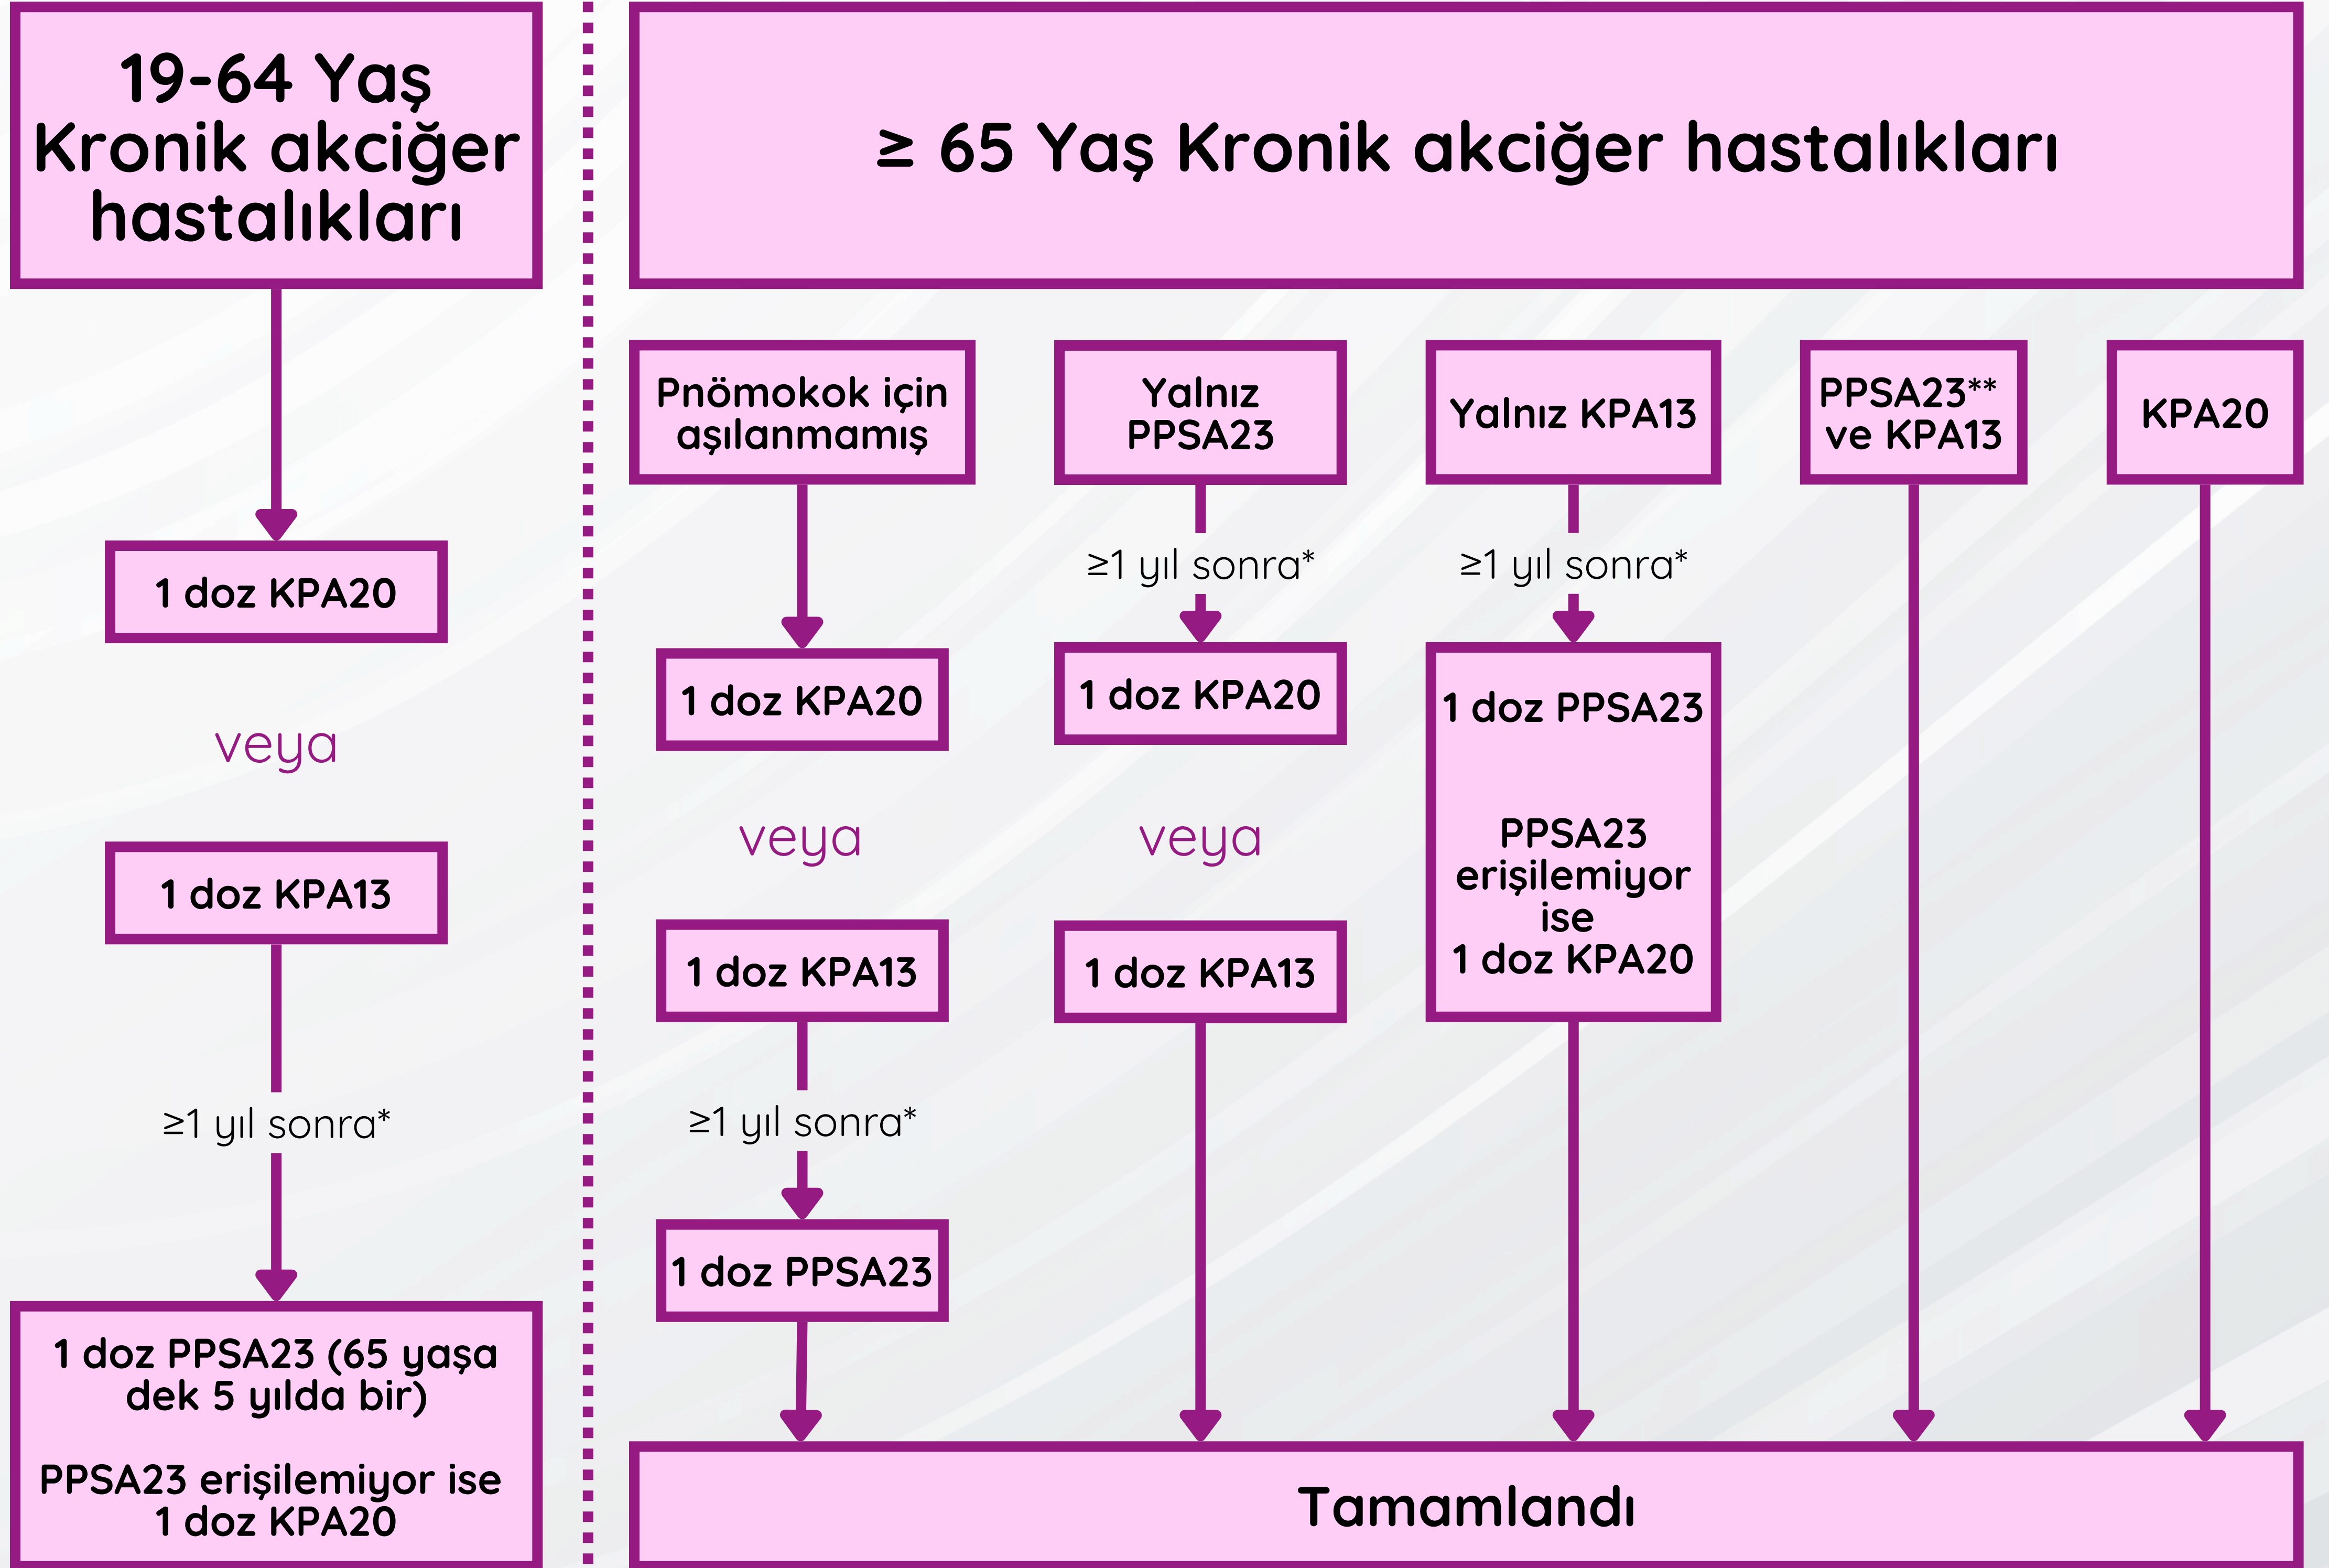 19-64 Yaş
Kronik akciğer
hastalıkları
1 doz KPA20
veya
1 doz KPA13
≥1 yıl sonra*
1 doz PPSA23 (65 yaşa
dek 5 yılda bir)
PPSA23 erişilemiyor ise
1 doz KPA20
≥ 65 Yaş Kronik akciğer hastalıkları
Pnömokok için
aşılanmamış
1 doz KPA20
veya
1 doz KPA13
≥1 yıl sonra*
1 doz PPSA23
Yalnız
PPSA23
≥1 yıl sonra*
1 doz KPA20
veya
1 doz KPA13
Yalnız KPA13
≥1 yıl sonra*
1 doz PPSA23
PPSA23
erişilemiyor
ise
1 doz KPA20
PPSA23**
ve KPA13
KPA20
Tamamlandı